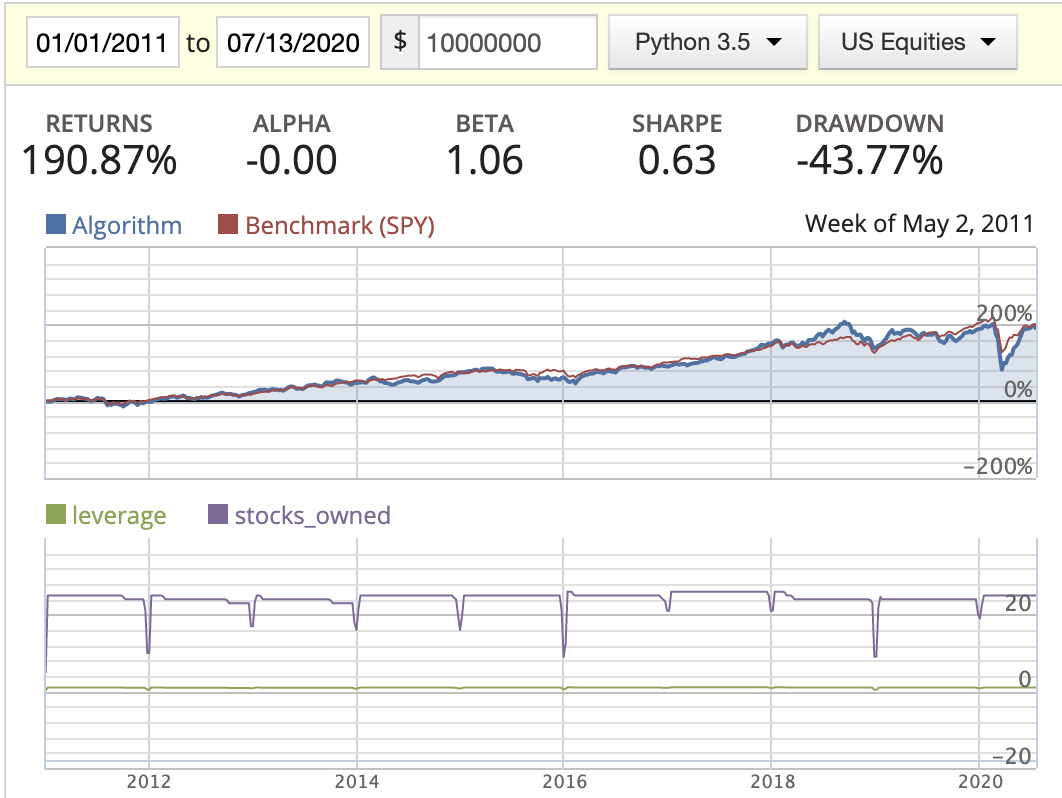 01/01/2011 to 07/13/2020 $ 10000000 Python 3.5 US Equities
RETURNS ALPHA BETA SHARPE DRAWDOWN
190.87% -0.00 1.06 0.63 -43.77%
Algorithm Benchmark (SPY) Week of May 2, 2011
200%
0%
−200%
leverage stocks_owned
20
0
−20
2012 2014 2016 2018 2020